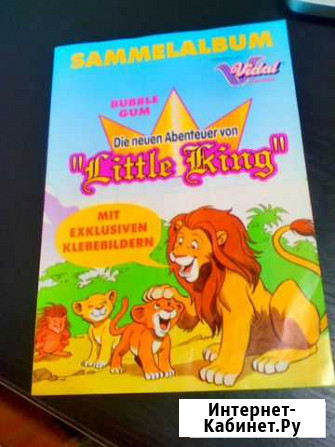 SAMMELALBUM
Vidal
BUBBLE
GUM
Die neuen Abenteuer von
"Little King"
MIT
EXKLUSIVEN
KLEBEBILDERN
Интернет-
Кабинет.Ру